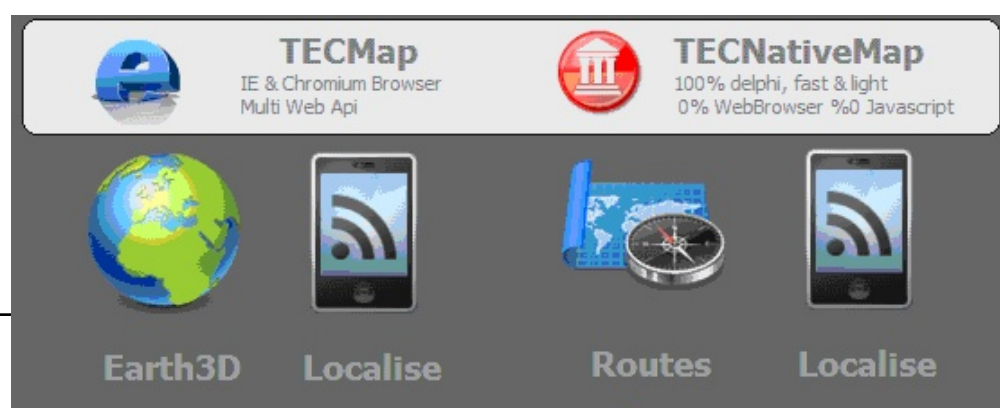 TECMap
IE & Chromium Browser
Multi Web Api
TECNativeMap
100% delphi, fast & light
0% WebBrowser %0 Javascript
Earth3D
Localise
Routes
Localise